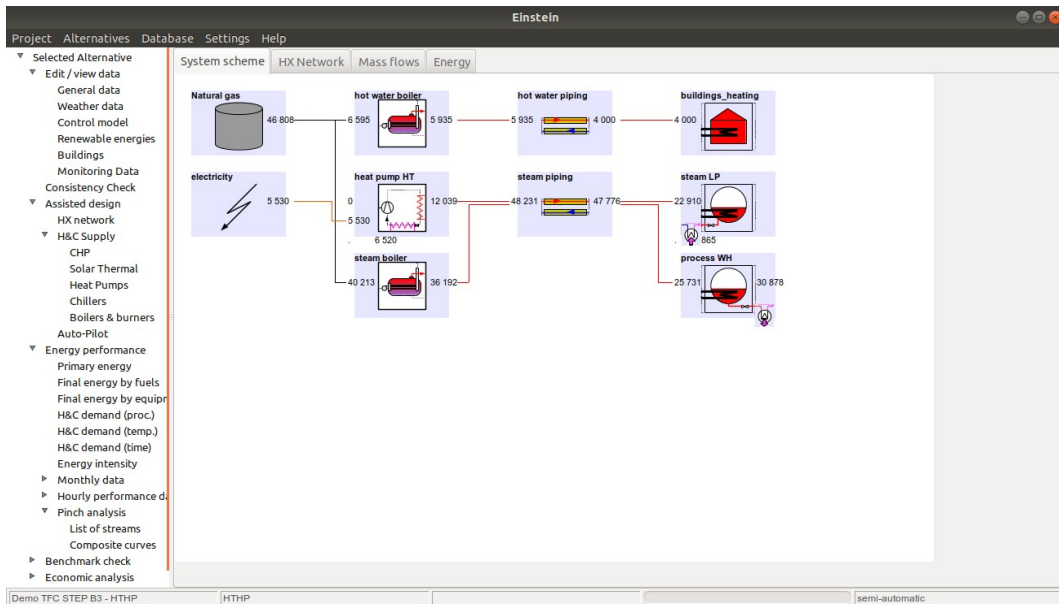 Einstein
Project Alternatives Database Settings Help
Selected Alternative
Edit / view data
General data
Weather data
Control model
Renewable energies
Buildings
Monitoring Data
Consistency Check
Assisted design
HX network
H&C Supply
CHP
Solar Thermal
Heat Pumps
Chillers
Boilers & burners
Auto-Pilot
Energy performance
Primary energy
Final energy by fuels
Final energy by equipr
H&C demand (proc.)
H&C demand (temp.)
H&C demand (time)
Energy intensity
Monthly data
Hourly performance da
Pinch analysis
List of streams
Composite curves
Benchmark check
Economic analysis
System scheme HX Network Mass flows Energy
Natural gas hot water boiler hot water piping buildings_heating
46 808 6 595 5 935 5 935 4 000 4 000
electricity heat pump HT steam piping steam LP
5 530 0 12 039 48 231 47 776 22 910
5 530
6 520 865
steam boiler process WH
40 213 36 192 25 731 30 878
Demo TFC STEP B3 - HTHP HTHP semi-automatic